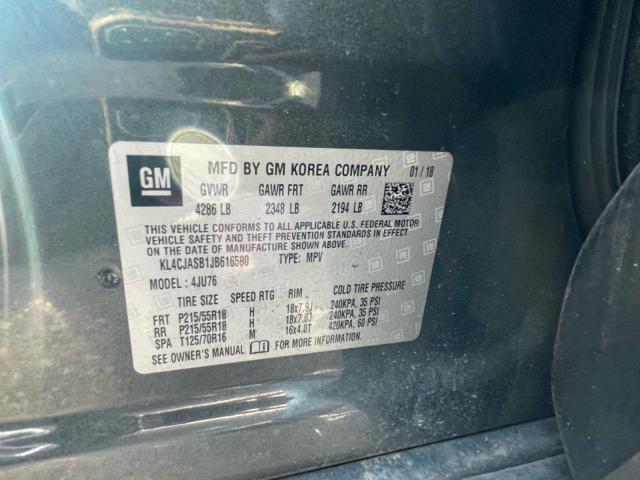 GM
MFD BY GM KOREA COMPANY 01/18
GVWR GAWR FRT GAWR RR
4286 LB 2348 LB 2194 LB
THIS VEHICLE CONFORMS TO ALL APPLICABLE U.S. FEDERAL MOTOR
VEHICLE SAFETY AND THEFT PREVENTION STANDARDS IN EFFECT ON THE
DATE OF MANUFACTURE SHOWN ABOVE.
KL4CJASB1JB616580 TYPE: MPV
MODEL: 4JU76
TIRE SIZE SPEED RTG RIM COLD TIRE PRESSURE
FRT P215/55R18 H 18x7.0J 240KPA, 35 PSI
RR P215/55R18 H 18x7.0J 240KPA, 35 PSI
SPA T125/70R16 M 16x4.0T 420KPA, 60 PSI
SEE OWNER'S MANUAL FOR MORE INFORMATION.